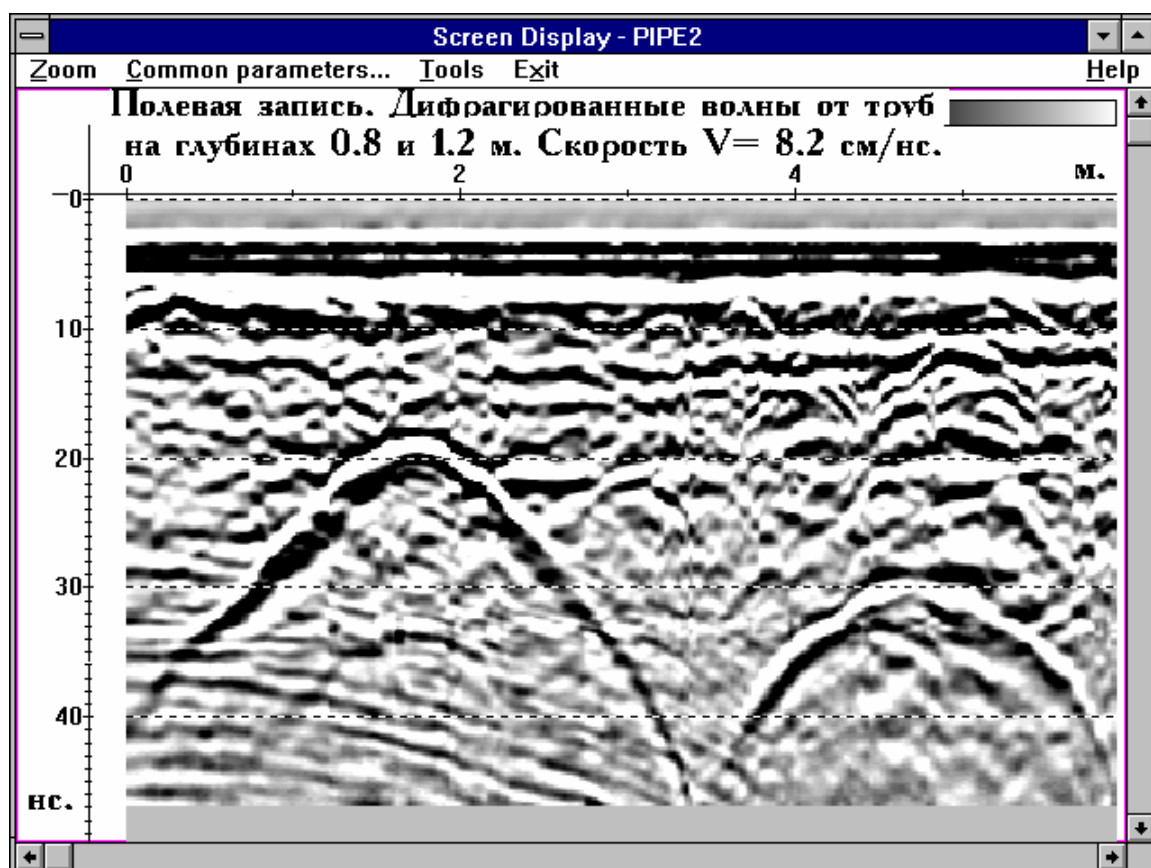 Screen Display - PIPE2
Zoom Common parameters... Tools Exit Help
Полевая запись. Дифрагированные волны от труб
на глубинах 0.8 и 1.2 м. Скорость V= 8.2 см/нс.
0 2 4 м.
0
10
20
30
40
нс.